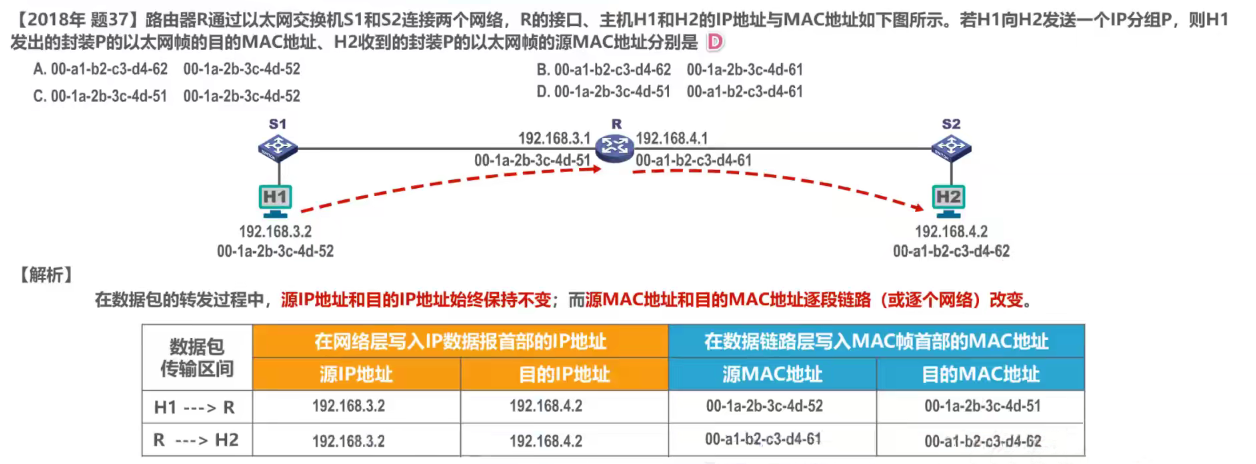 【2018年 题37】路由器R通过以太网交换机S1和S2连接两个网络，R的接口、主机H1和H2的IP地址与MAC地址如下图所示。若H1向H2发送一个IP分组P，则H1
发出的封装P的以太网帧的目的MAC地址、H2收到的封装P的以太网帧的源MAC地址分别是 D
A. 00-a1-b2-c3-d4-62 00-1a-2b-3c-4d-52
B. 00-a1-b2-c3-d4-62 00-1a-2b-3c-4d-61
C. 00-1a-2b-3c-4d-51 00-1a-2b-3c-4d-52
D. 00-1a-2b-3c-4d-51 00-a1-b2-c3-d4-61
S1 R S2
192.168.3.1 192.168.4.1
00-1a-2b-3c-4d-51 00-a1-b2-c3-d4-61
H1 H2
192.168.3.2 192.168.4.2
00-1a-2b-3c-4d-52 00-a1-b2-c3-d4-62
【解析】
在数据包的转发过程中，源IP地址和目的IP地址始终保持不变；而源MAC地址和目的MAC地址逐段链路（或逐个网络）改变。
数据包
传输区间
在网络层写入IP数据报首部的IP地址 在数据链路层写入MAC帧首部的MAC地址
源IP地址 目的IP地址 源MAC地址 目的MAC地址
H1 ---> R 192.168.3.2 192.168.4.2 00-1a-2b-3c-4d-52 00-1a-2b-3c-4d-51
R ---> H2 192.168.3.2 192.168.4.2 00-a1-b2-c3-d4-61 00-a1-b2-c3-d4-62